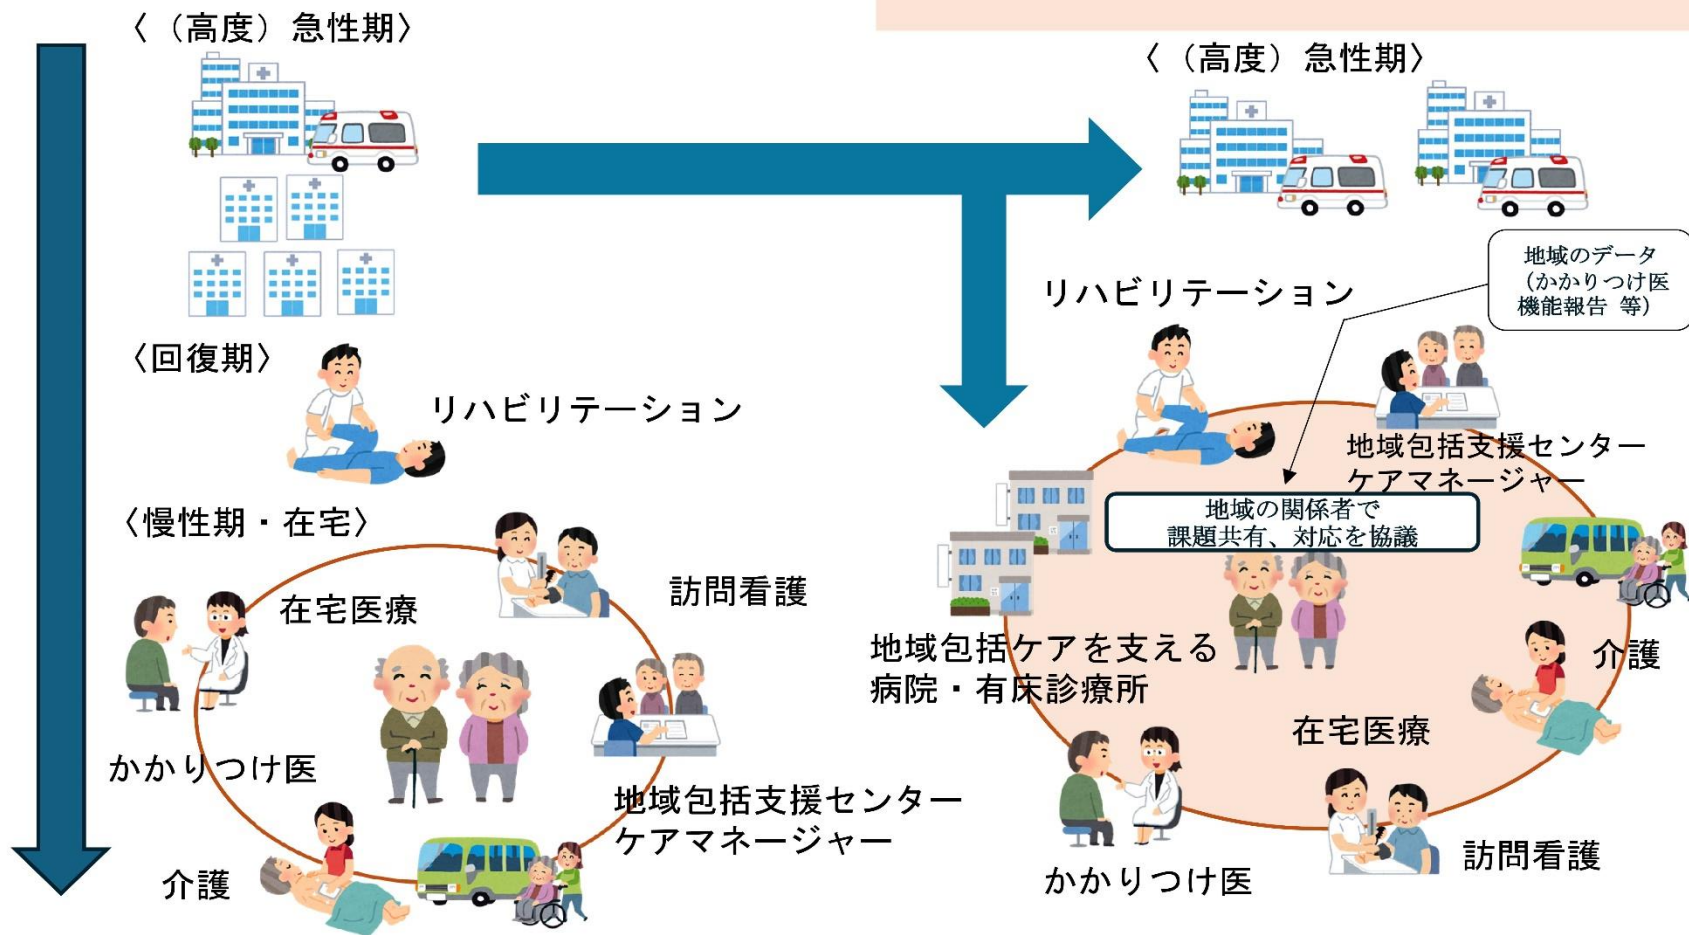 〈（高度）急性期〉
〈回復期〉
リハビリテーション
〈慢性期・在宅〉
在宅医療
訪問看護
かかりつけ医
地域包括支援センター
ケアマネージャー
介護
〈（高度）急性期〉
地域のデータ
（かかりつけ医
機能報告 等）
リハビリテーション
地域包括支援センター
ケアマネージャー
地域の関係者で
課題共有、対応を協議
地域包括ケアを支える
病院・有床診療所
介護
在宅医療
かかりつけ医
訪問看護